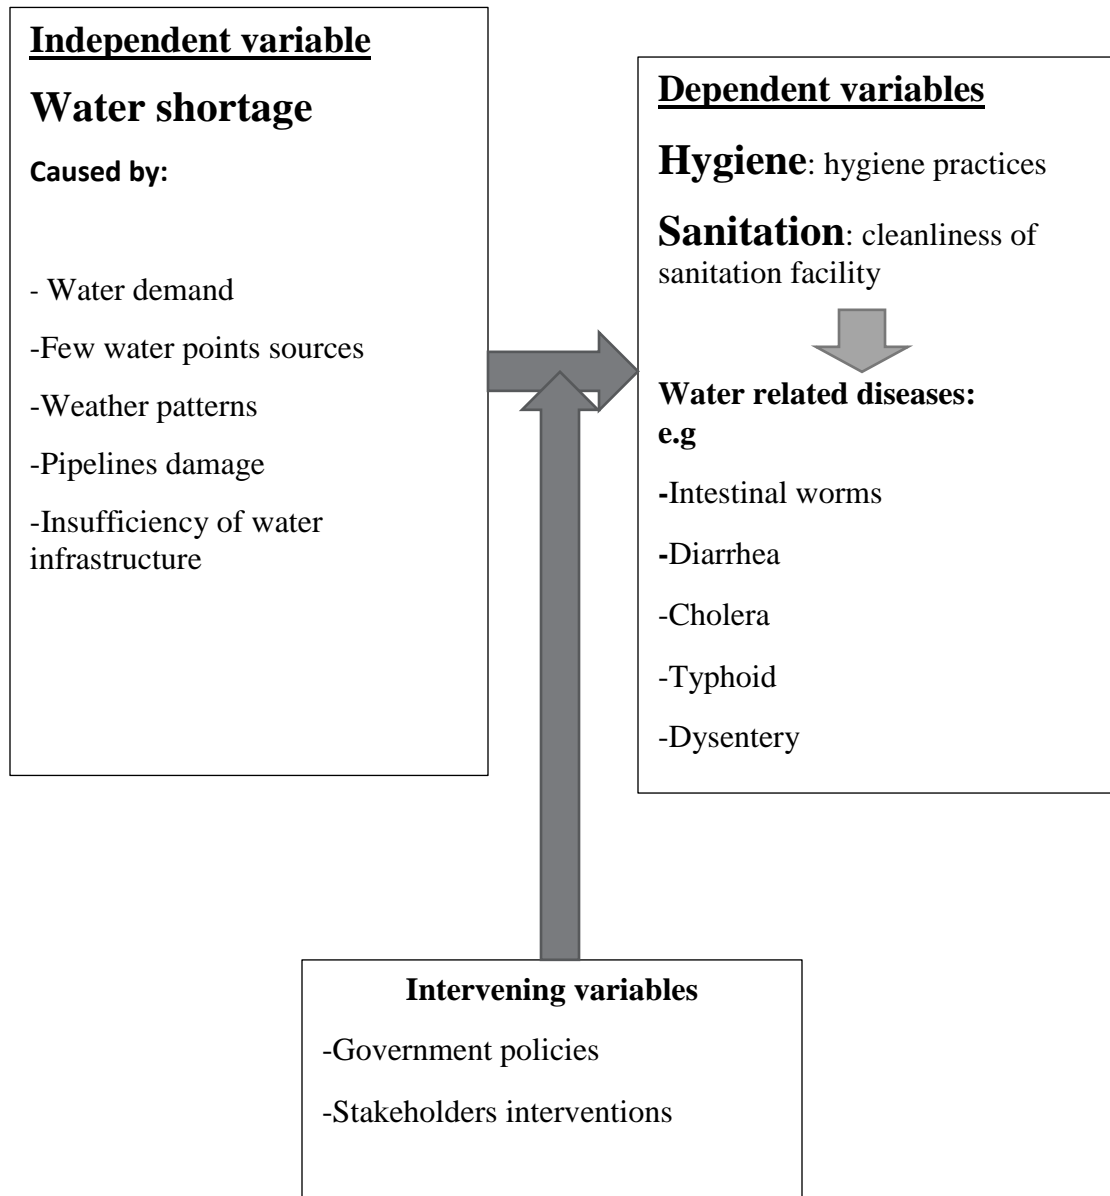 Independent variable
Water shortage
Caused by:
- Water demand
-Few water points sources
-Weather patterns
-Pipelines damage
-Insufficiency of water
infrastructure
Dependent variables
Hygiene: hygiene practices
Sanitation: cleanliness of
sanitation facility
Water related diseases:
e.g
-Intestinal worms
-Diarrhea
-Cholera
-Typhoid
-Dysentery
Intervening variables
-Government policies
-Stakeholders interventions